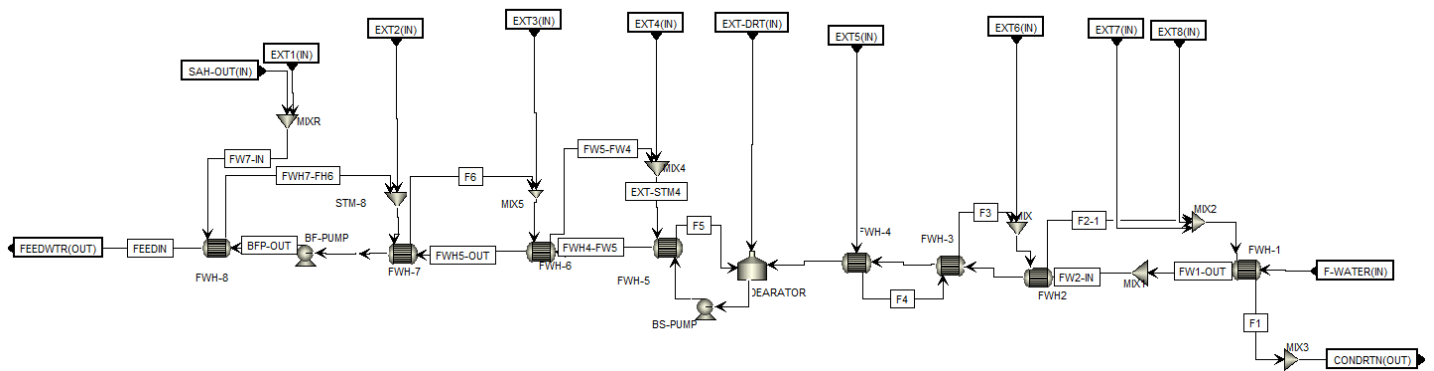 EXT1(IN)
EXT2(IN)
EXT3(IN)
EXT4(IN)
EXT-DRT(IN)
EXT5(IN)
EXT6(IN)
EXT7(IN)
EXT8(IN)
SAH-OUT(IN)
MIXR
FW7-IN
FWH7-FH6
STM-8
F6
MIX5
FW5-FW4
MIX4
EXT-STM4
F5
F3
MIX
F2-1
MIX2
FEEDWTR(OUT)
FEEDIN
FWH-8
BFP-OUT
BF-PUMP
FWH-7
FWH5-OUT
FWH-6
FWH4-FW5
FWH-5
BS-PUMP
DEARATOR
FWH-4
F4
FWH-3
FWH2
FW2-IN
MIX1
FW1-OUT
FWH-1
F-WATER(IN)
F1
MIX3
CONDRTN(OUT)